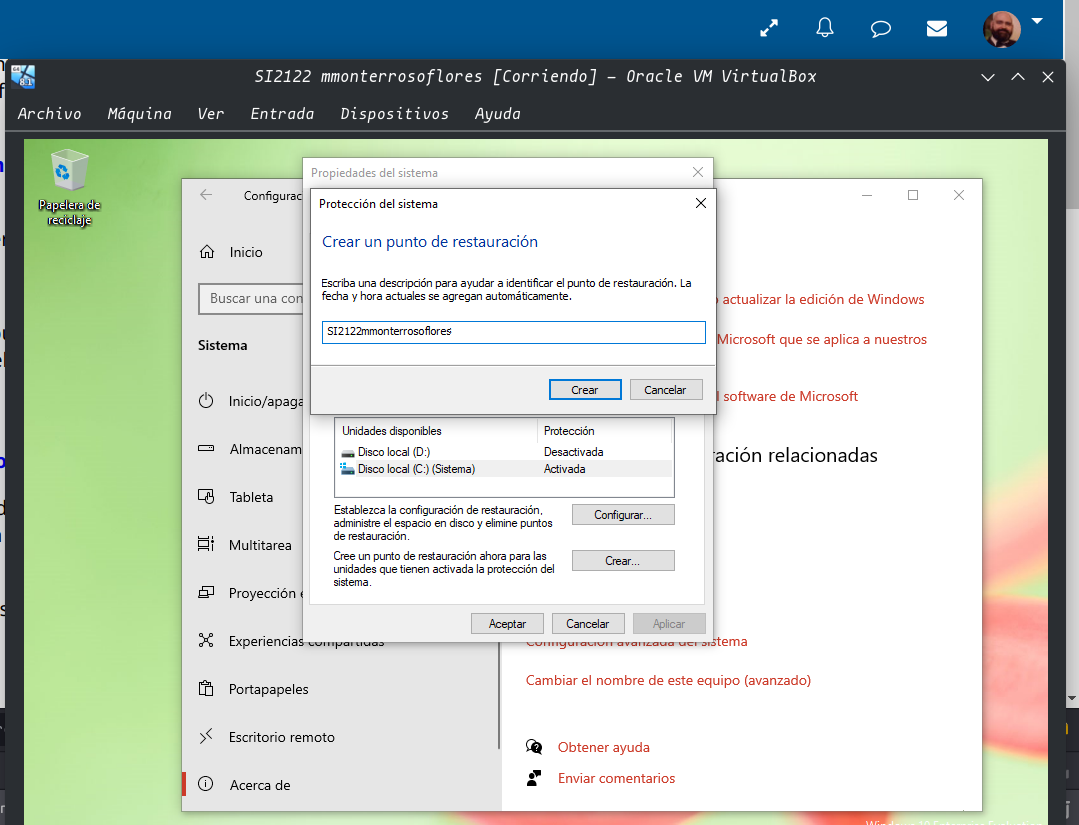 SI2122 mmonterrosoflores [Corriendo] – Oracle VM VirtualBox
Archivo Máquina Ver Entrada Dispositivos Ayuda
Papelera de
reciclaje
Configurac
Inicio
Buscar una con
Sistema
Inicio/apaga
Almacenam
Tableta
Multitarea
Proyección e
Experiencias compartidas
Portapapeles
Escritorio remoto
Acerca de
Propiedades del sistema
Protección del sistema
Crear un punto de restauración
Escriba una descripción para ayudar a identificar el punto de restauración. La
fecha y hora actuales se agregan automáticamente.
SI2122mmonterrosoflores
Crear Cancelar
Unidades disponibles Protección
Disco local (D:) Desactivada
Disco local (C:) (Sistema) Activada
Establezca la configuración de restauración,
administre el espacio en disco y elimine puntos
de restauración.
Configurar...
Cree un punto de restauración ahora para las
unidades que tienen activada la protección del
sistema.
Crear...
Aceptar Cancelar Aplicar
actualizar la edición de Windows
Microsoft que se aplica a nuestros
l software de Microsoft
ración relacionadas
Configuración avanzada del sistema
Cambiar el nombre de este equipo (avanzado)
Obtener ayuda
Enviar comentarios
Windows 10 Enterprise Evaluation